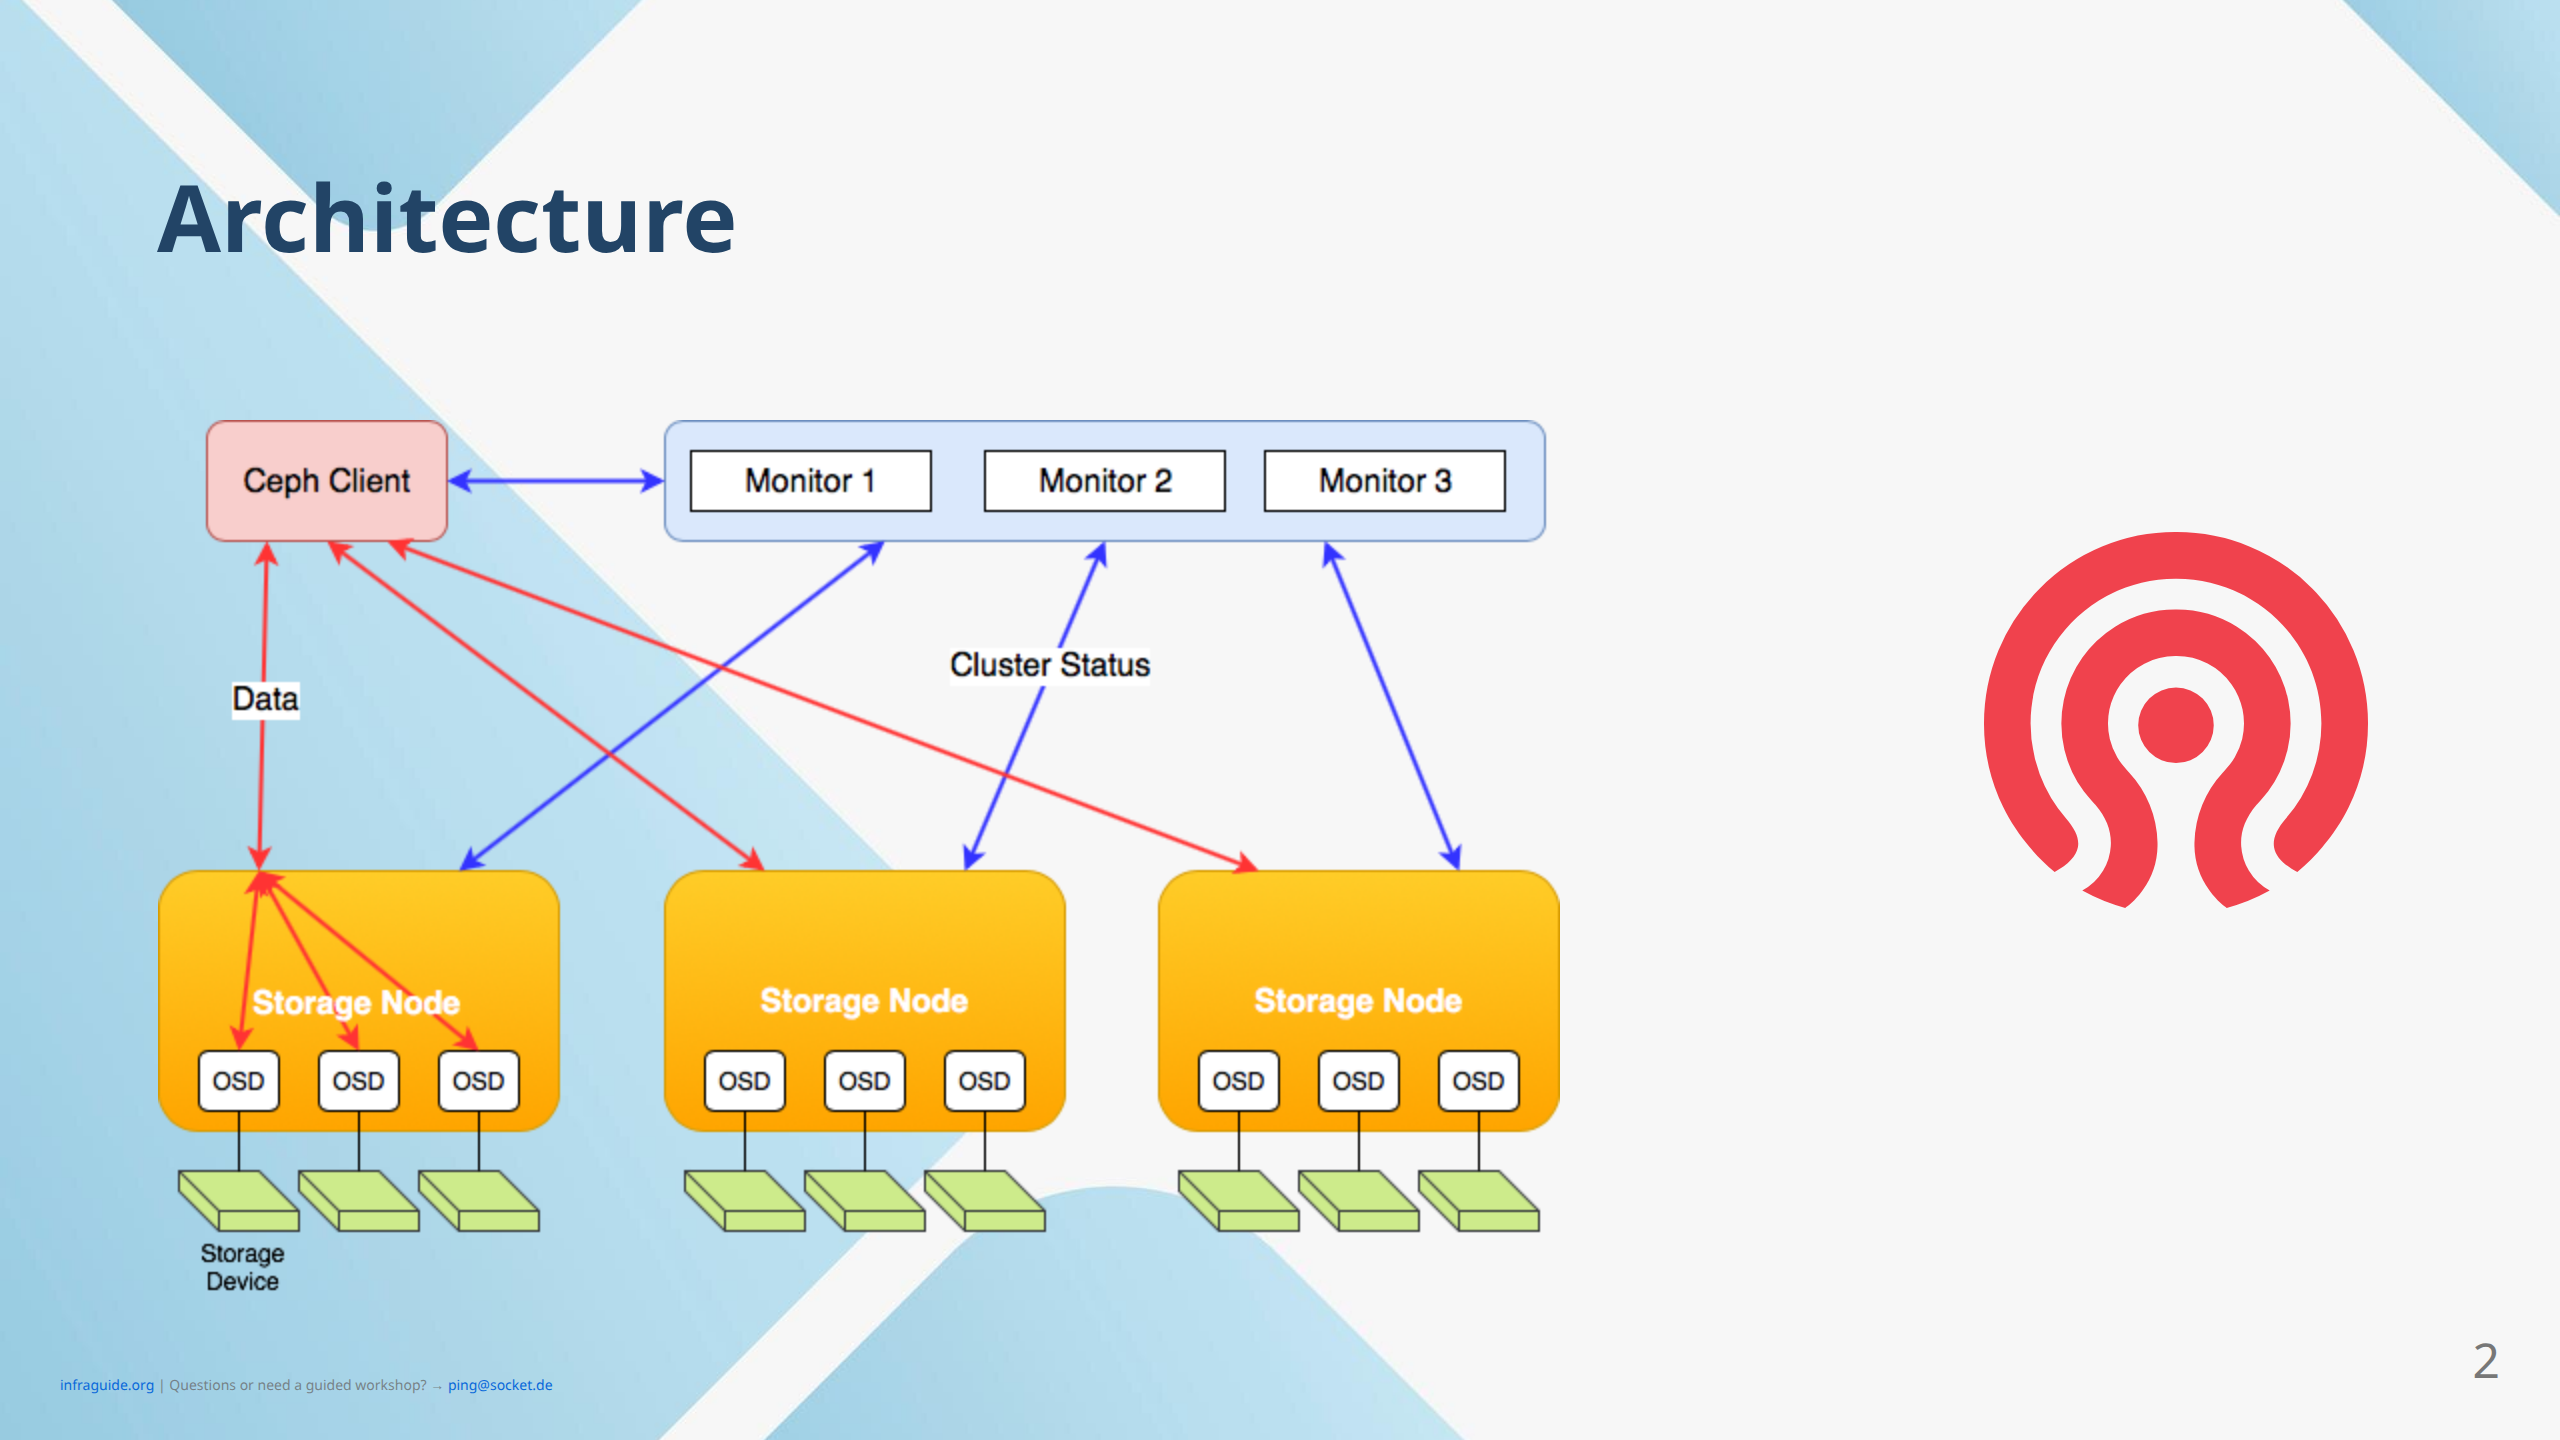 Architecture
Ceph Client
Monitor 1
Monitor 2
Monitor 3
Cluster Status
Data
Storage Node
Storage Node
Storage Node
OSD
OSD
OSD
OSD
OSD
OSD
OSD
OSD
OSD
Storage
Device
infraguide.org | Questions or need a guided workshop? → ping@socket.de
2